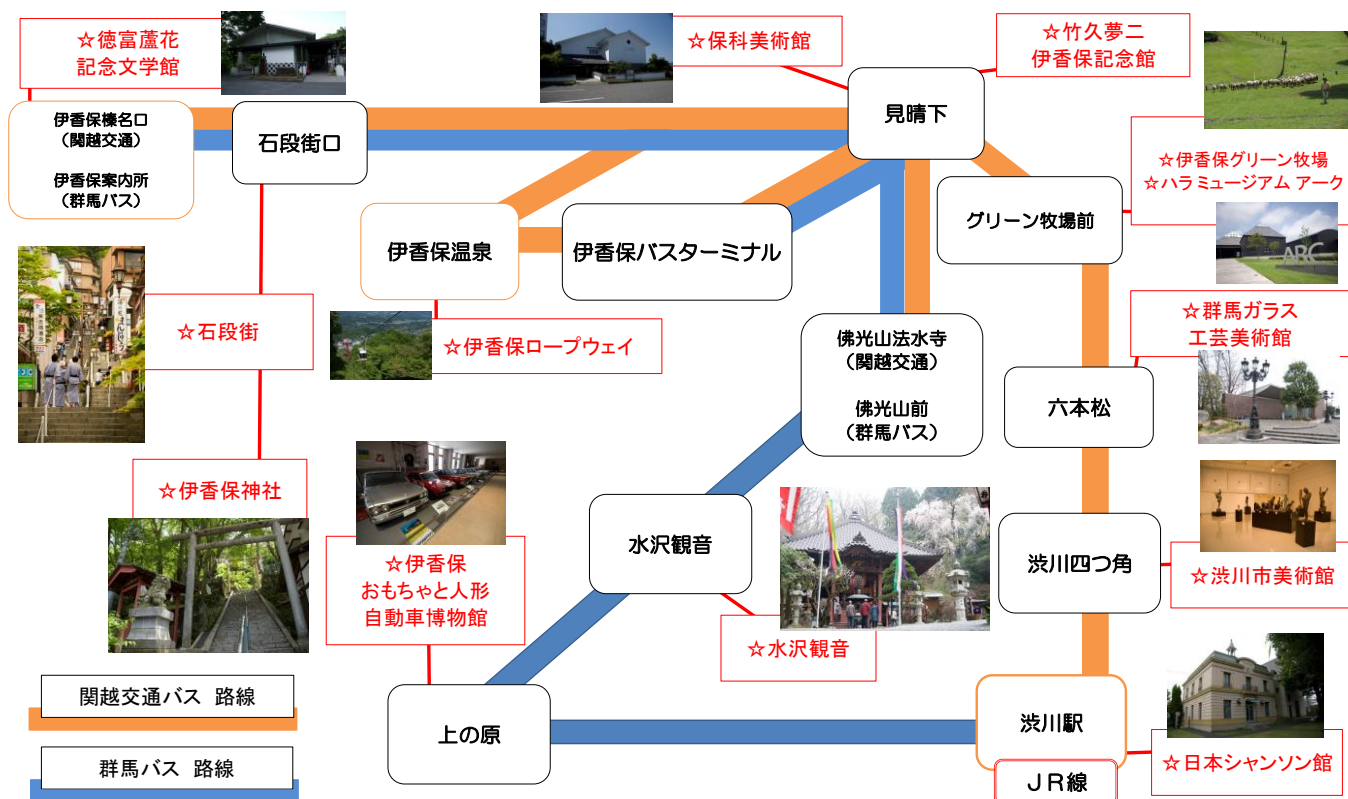 ☆徳冨蘆花
記念文学館
☆保科美術館
☆竹久夢二
伊香保記念館
伊香保榛名口
(関越交通)
伊香保案内所
(群馬バス)
石段街口
見晴下
☆伊香保グリーン牧場
☆ハラミュージアム アーク
グリーン牧場前
ARC
伊香保温泉
伊香保バスターミナル
☆石段街
☆伊香保ロープウェイ
☆群馬ガラス
工芸美術館
佛光山法水寺
(関越交通)
佛光山前
(群馬バス)
六本松
☆伊香保神社
水沢観音
☆伊香保
おもちゃと人形
自動車博物館
渋川四つ角
☆渋川市美術館
☆水沢観音
関越交通バス 路線
上の原
渋川駅
群馬バス 路線
JR線
☆日本シャンソン館